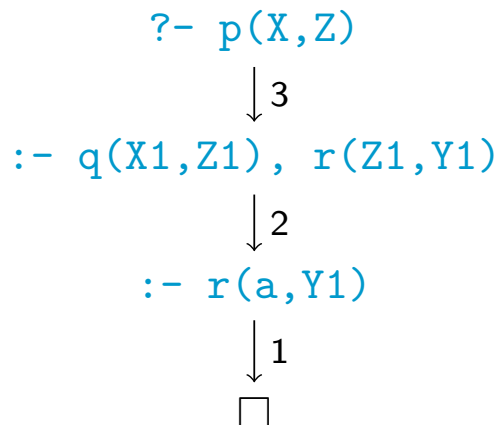 ?- p(X,Z)
3
:- q(X1,Z1), r(Z1,Y1)
2
:- r(a,Y1)
1